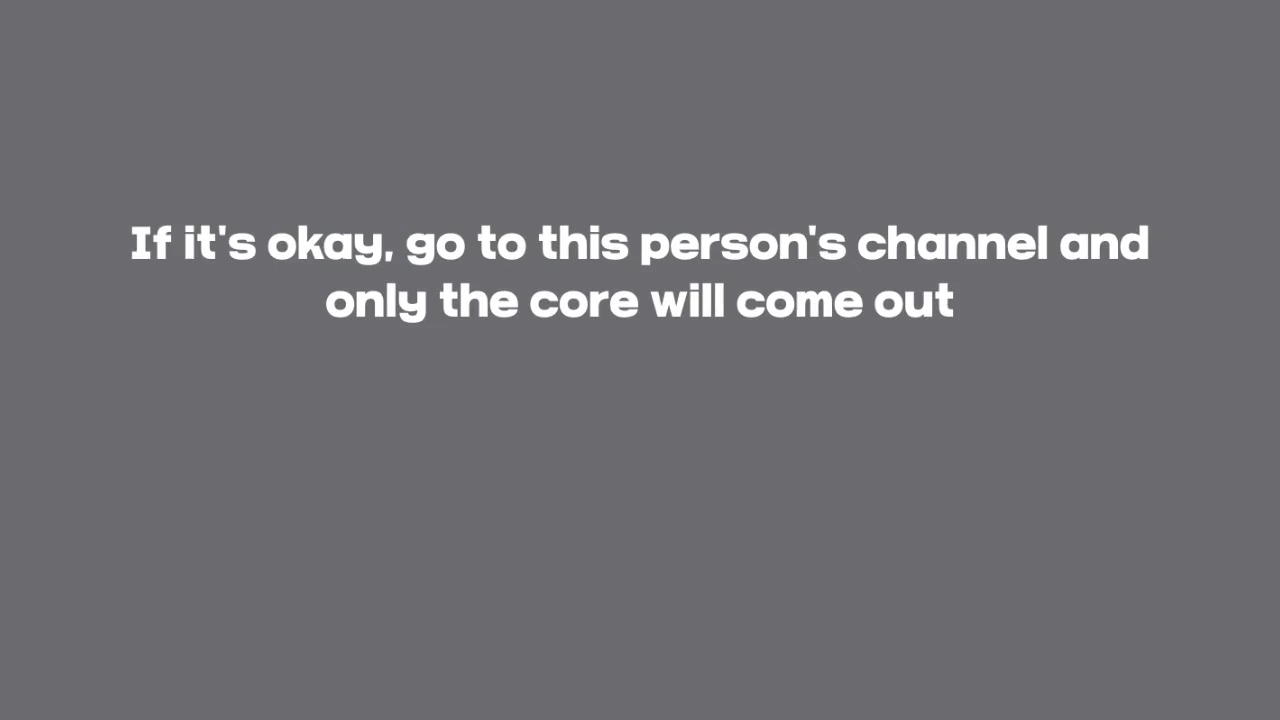 If it's okay, go to this person's channel and
only the core will come out